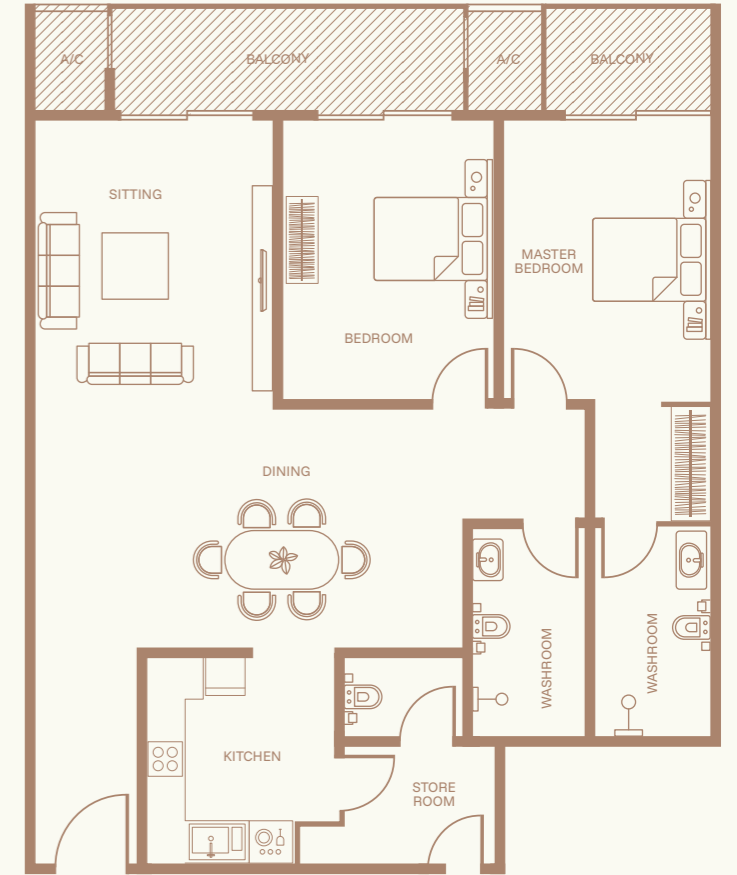 A/C
BALCONY
A/C
BALCONY
SITTING
MASTER
BEDROOM
BEDROOM
DINING
WASHROOM
WASHROOM
KITCHEN
STORE
ROOM